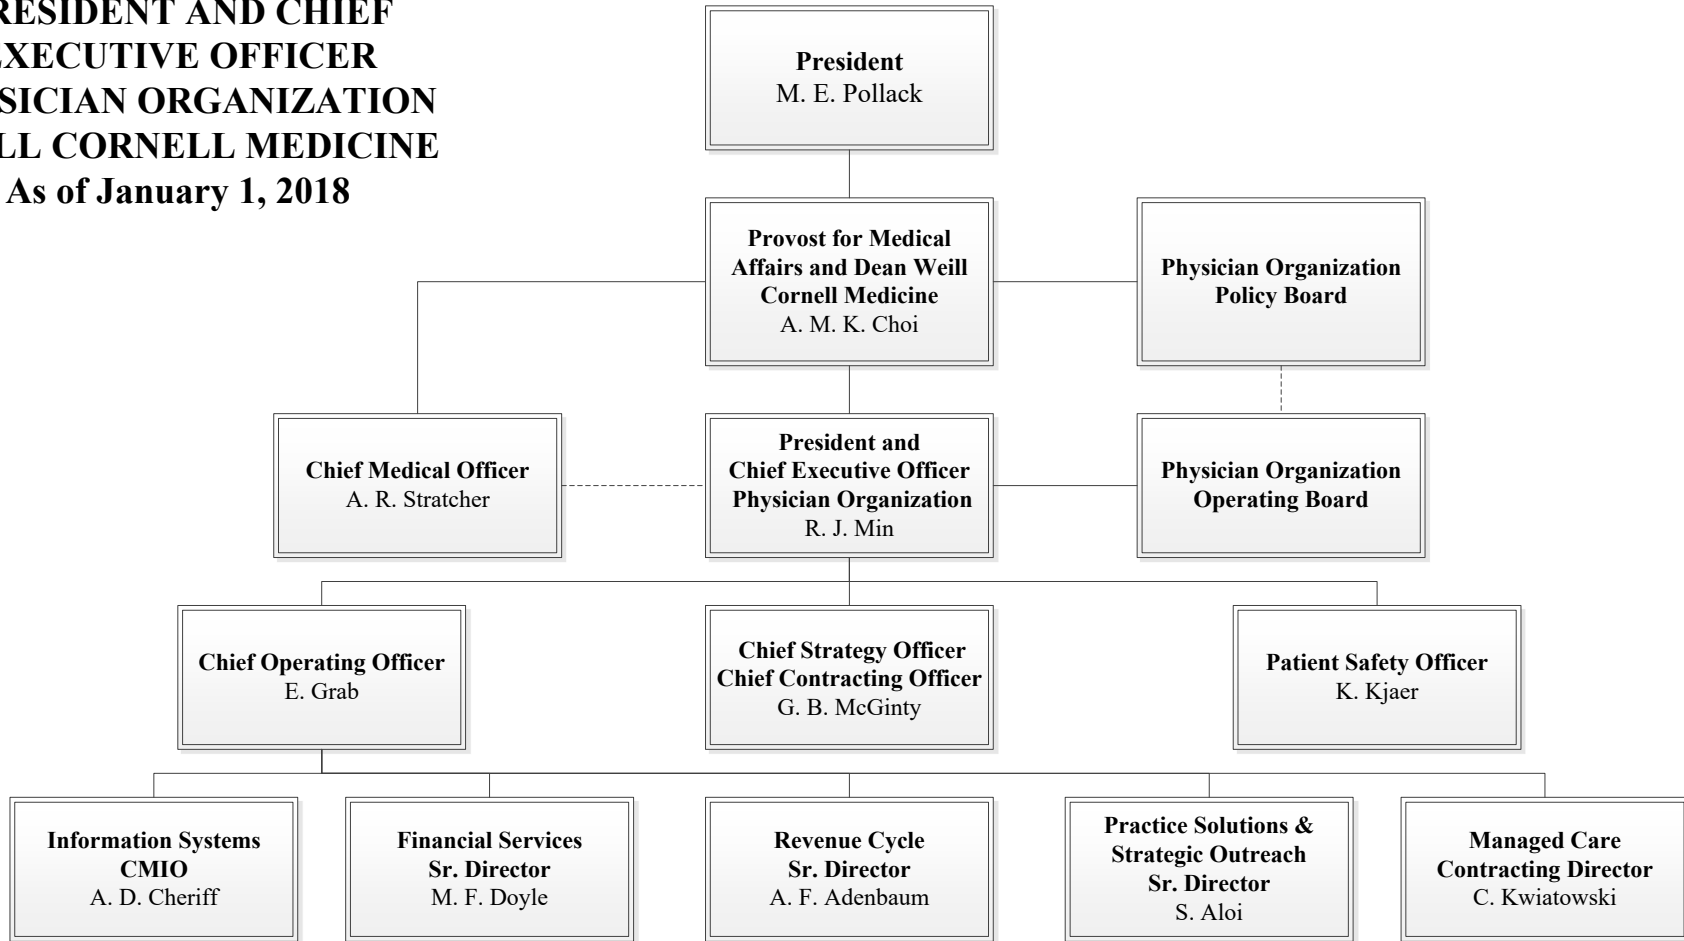 RESIDENT AND CHIEF
EXECUTIVE OFFICER
SICIAN ORGANIZATION
LL CORNELL MEDICINE
As of January 1, 2018
President
M. E. Pollack
Provost for Medical
Affairs and Dean Weill
Cornell Medicine
A. M. K. Choi
Physician Organization
Policy Board
Chief Medical Officer
A. R. Stratcher
President and
Chief Executive Officer
Physician Organization
R. J. Min
Physician Organization
Operating Board
Chief Operating Officer
E. Grab
Chief Strategy Officer
Chief Contracting Officer
G. B. McGinty
Patient Safety Officer
K. Kjaer
Information Systems
CMIO
A. D. Cheriff
Financial Services
Sr. Director
M. F. Doyle
Revenue Cycle
Sr. Director
A. F. Adenbaum
Practice Solutions &
Strategic Outreach
Sr. Director
S. Aloi
Managed Care
Contracting Director
C. Kwiatowski